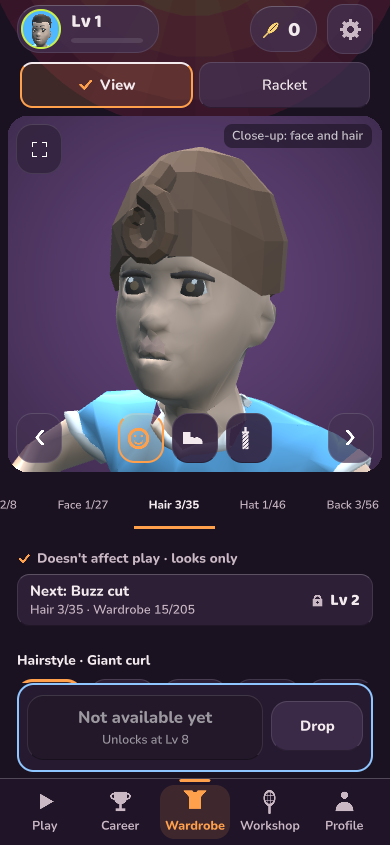 Lv 1
0
View
Racket
Close-up: face and hair
2/8
Face 1/27
Hair 3/35
Hat 1/46
Back 3/56
Doesn't affect play · looks only
Next: Buzz cut
Hair 3/35 · Wardrobe 15/205
Lv 2
Hairstyle · Giant curl
Not available yet
Unlocks at Lv 8
Drop
Play
Career
Wardrobe
Workshop
Profile